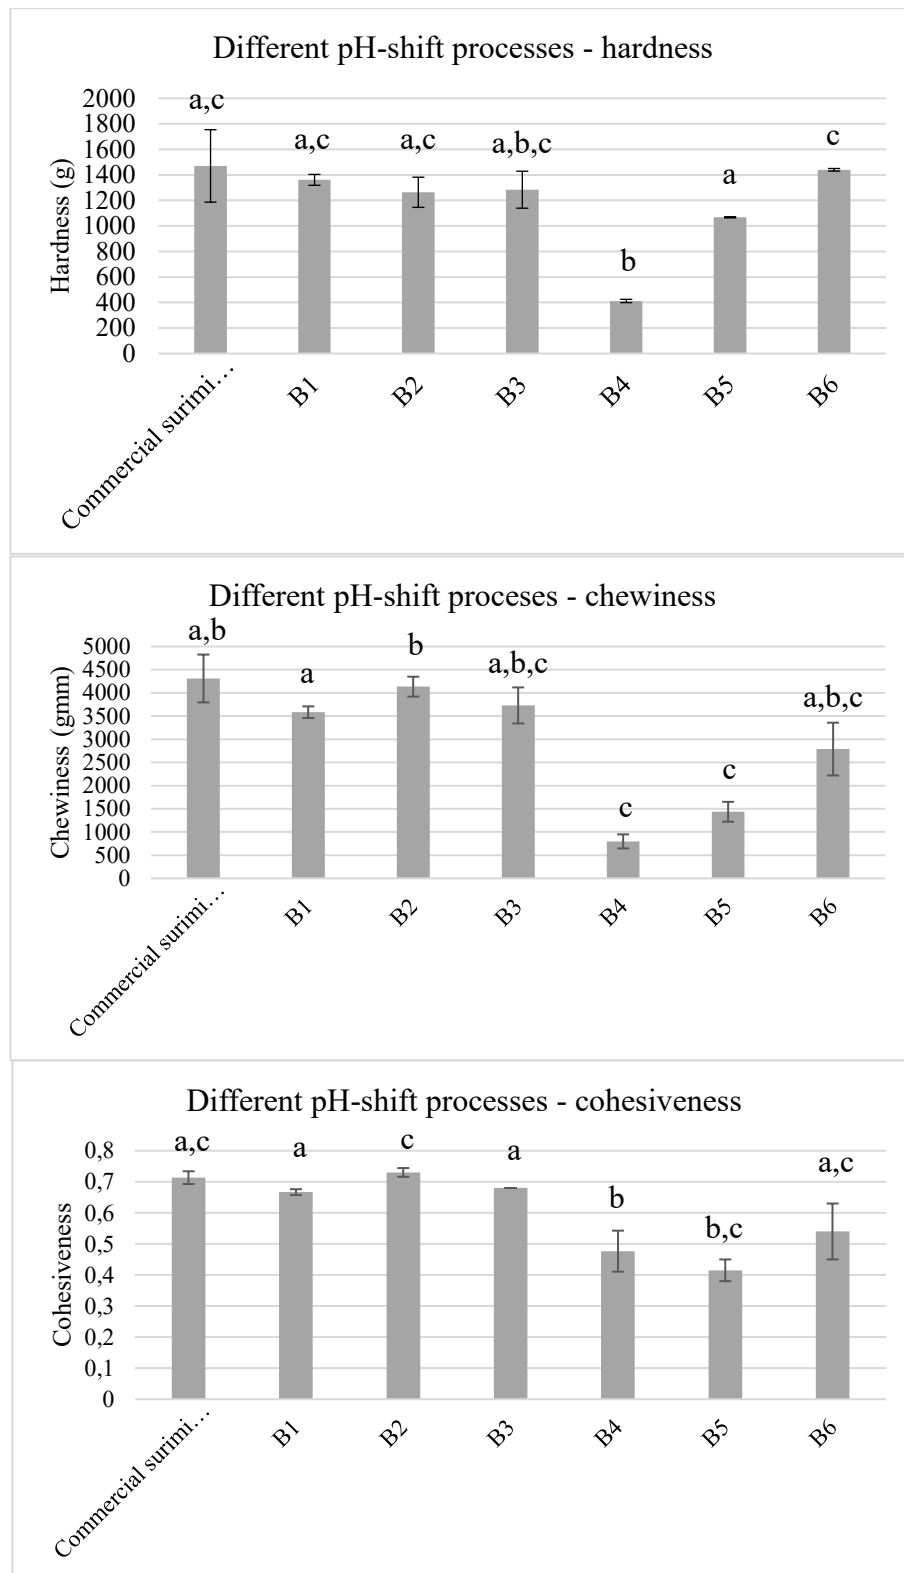 Different pH-shift processes - hardness
Hardness (g)
2000
1800
1600
1400
1200
1000
800
600
400
200
0
a,c
a,c
a,c
a,b,c
b
a
c
Commercial surimi…
B1
B2
B3
B4
B5
B6
Different pH-shift proceses - chewiness
Chewiness (gmm)
5000
4500
4000
3500
3000
2500
2000
1500
1000
500
0
a,b
a
b
a,b,c
c
c
a,b,c
Commercial surimi…
B1
B2
B3
B4
B5
B6
Different pH-shift processes - cohesiveness
Cohesiveness
0,8
0,7
0,6
0,5
0,4
0,3
0,2
0,1
0
a,c
a
c
a
b
b,c
a,c
Commercial surimi…
B1
B2
B3
B4
B5
B6